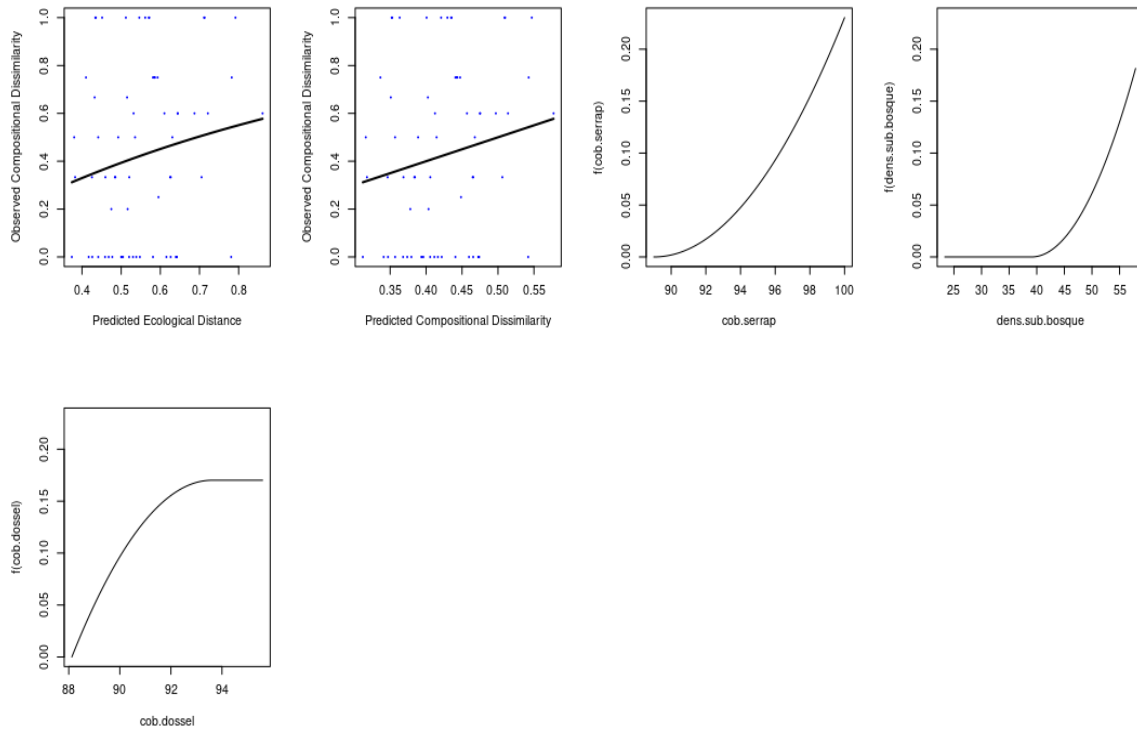 Observed Compositional Dissimilarity
0.0 0.2 0.4 0.6 0.8 1.0
0.4 0.5 0.6 0.7 0.8
Predicted Ecological Distance
Observed Compositional Dissimilarity
0.0 0.2 0.4 0.6 0.8 1.0
0.35 0.40 0.45 0.50 0.55
Predicted Compositional Dissimilarity
f(cob.serrap)
0.00 0.05 0.10 0.15 0.20
90 92 94 96 98 100
cob.serrap
f(dens.sub.bosque)
0.00 0.05 0.10 0.15 0.20
25 30 35 40 45 50 55
dens.sub.bosque
f(cob.dossel)
0.00 0.05 0.10 0.15 0.20
88 90 92 94
cob.dossel